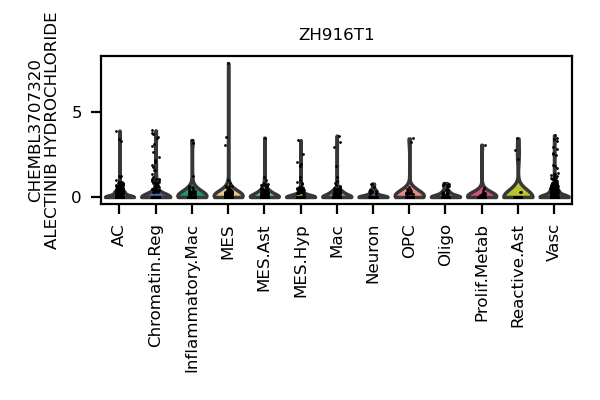 ZH916T1
CHEMBL3707320
ALECTINIB HYDROCHLORIDE
5
0
AC
Chromatin.Reg
Inflammatory.Mac
MES
MES.Ast
MES.Hyp
Mac
Neuron
OPC
Oligo
Prolif.Metab
Reactive.Ast
Vasc